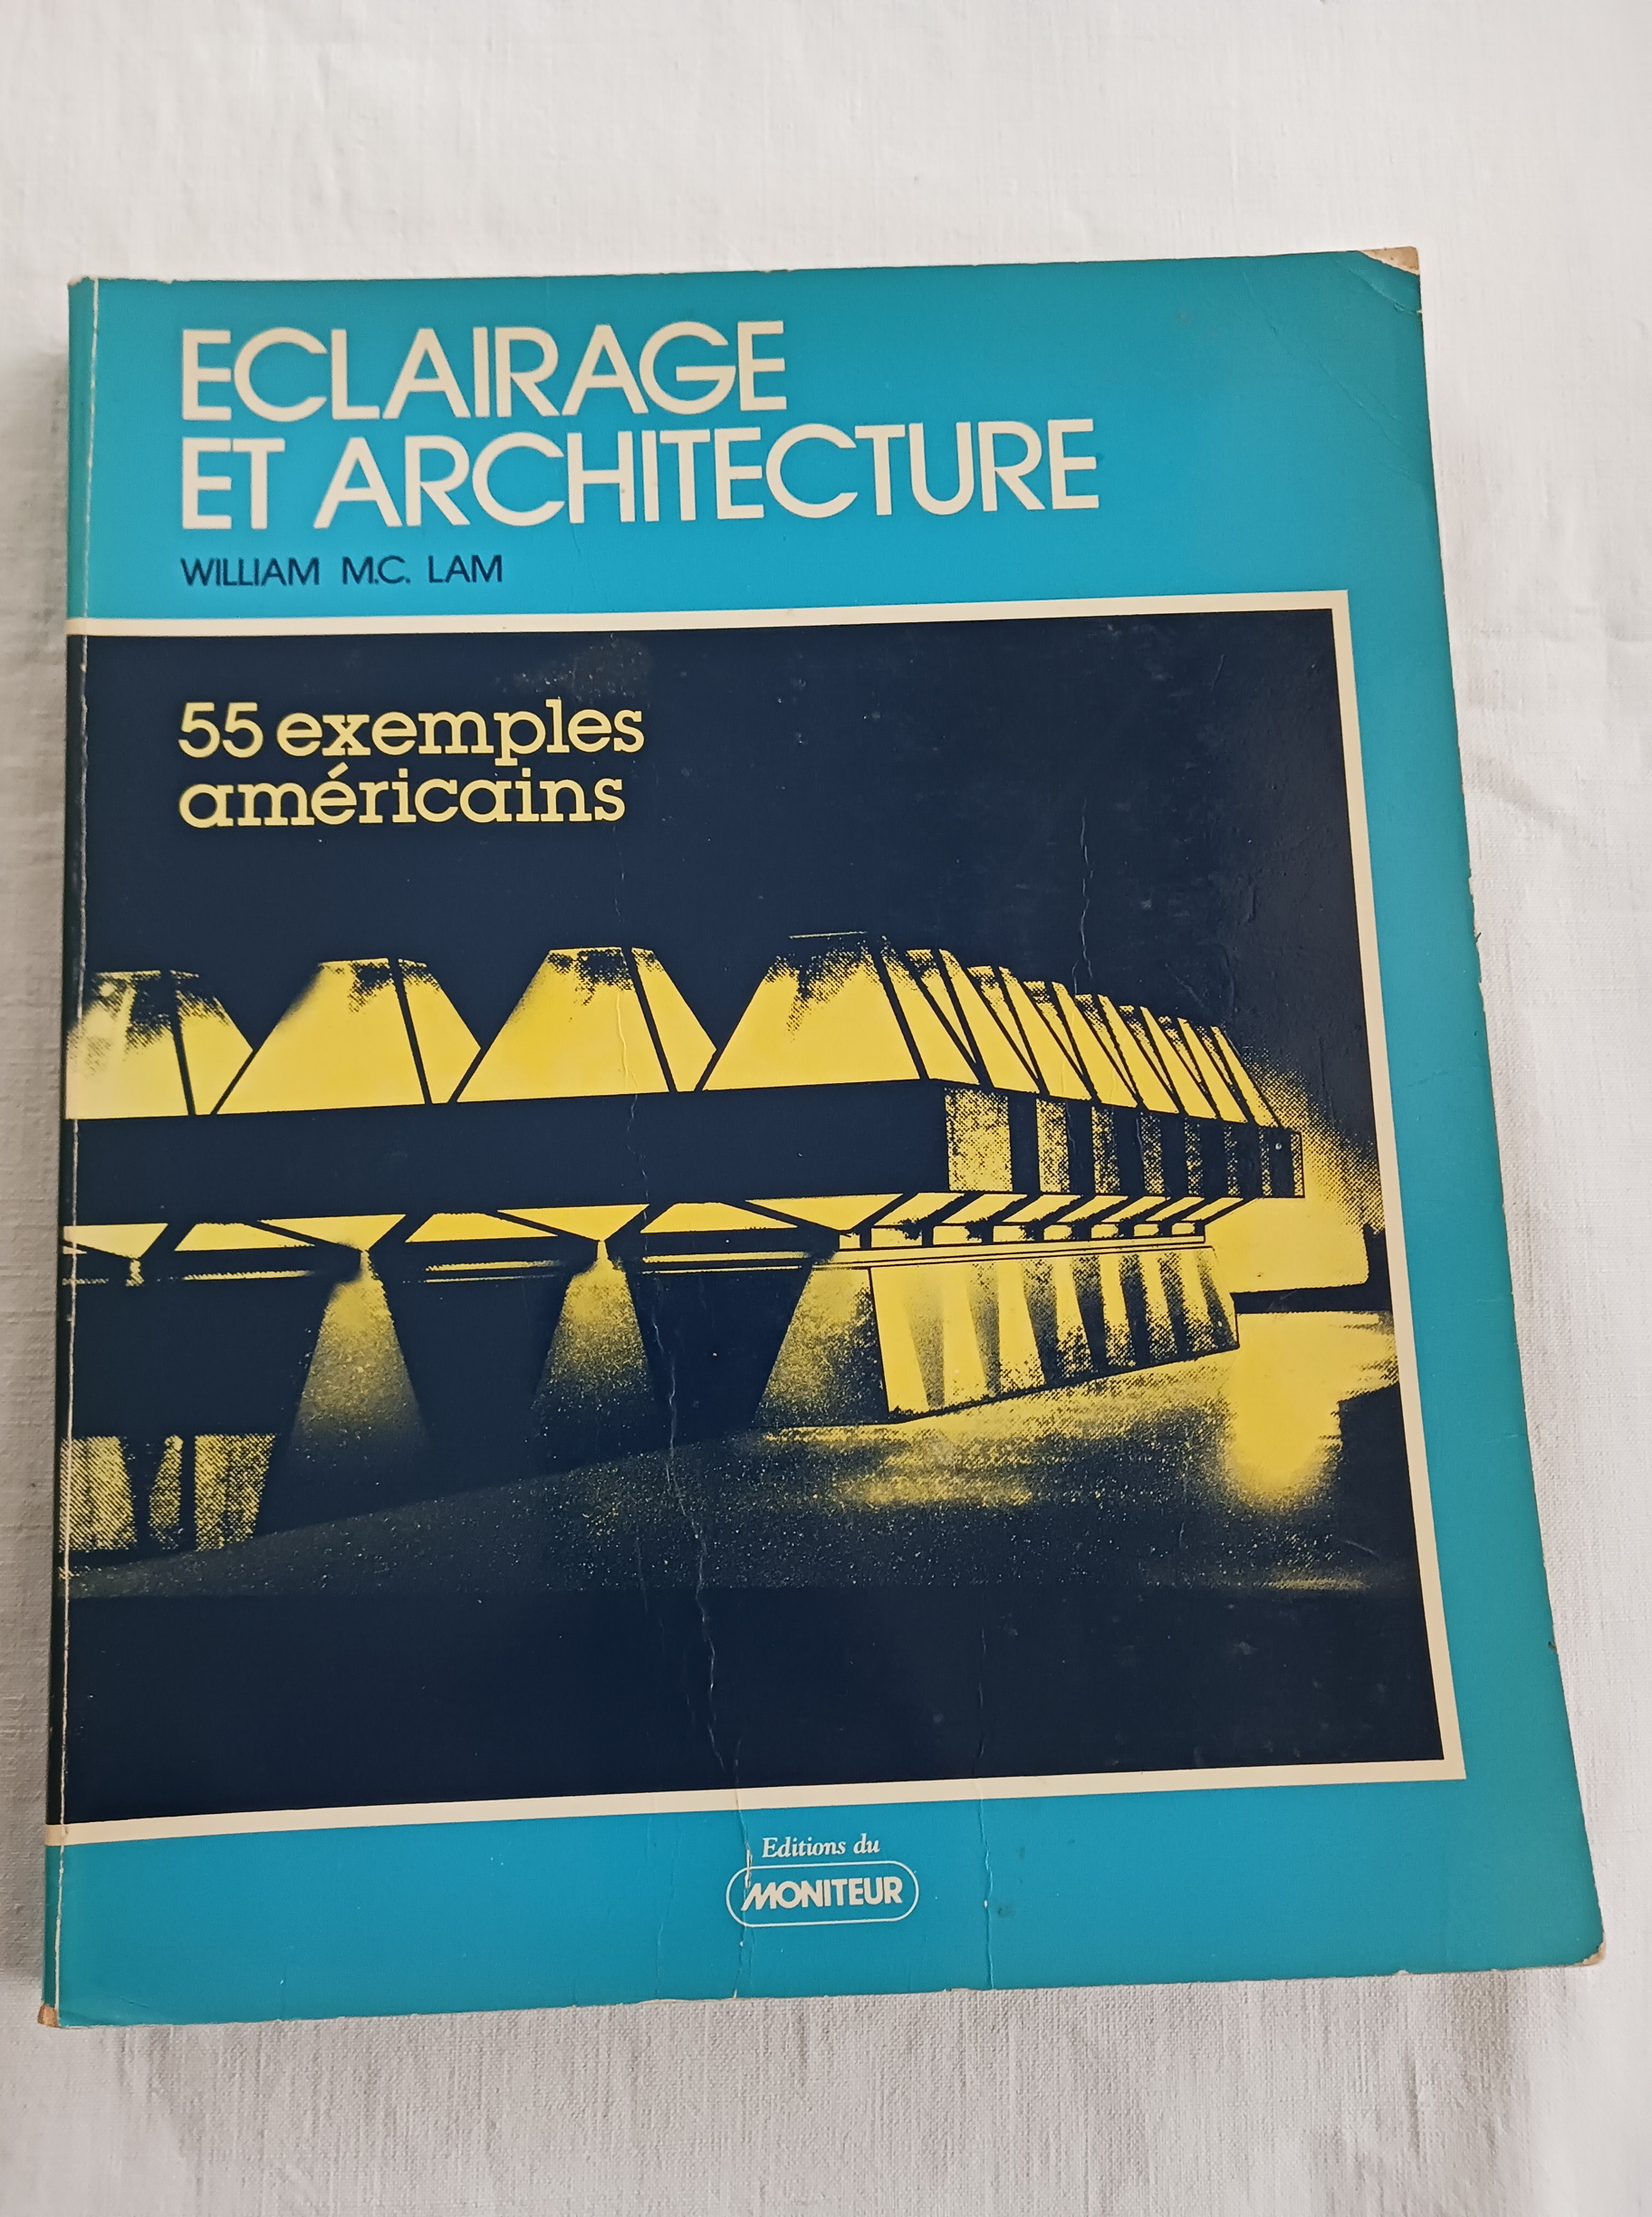 ECLAIRAGE
ET ARCHITECTURE
WILLIAM M.C. LAM
55 exemples
américains
Editions du
MONITEUR